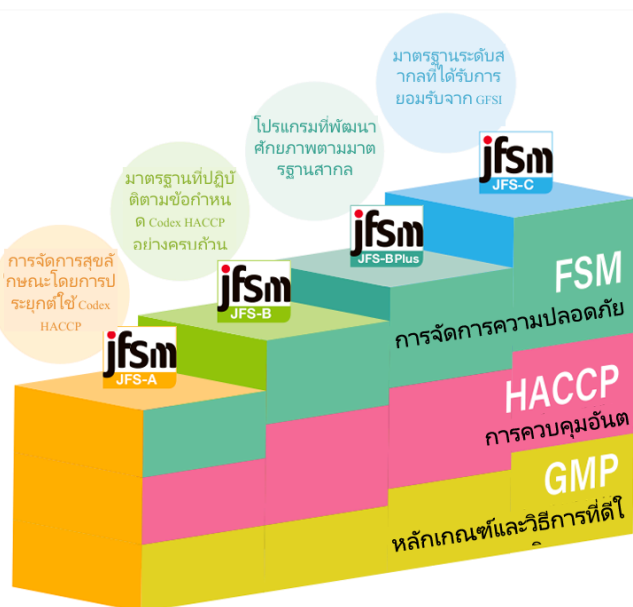 มาตรฐานระดับส
ากลที่ได้รับการ
ยอมรับจาก GFSI
โปรแกรมที่พัฒนา
ศักยภาพตามมาต
รฐานสากล
มาตรฐานที่ปฏิบั
ติตามข้อกำหน
ด Codex HACCP
อย่างครบถ้วน
การจัดการสุขลั
กษณะโดยการป
ระยุกต์ใช้ Codex
HACCP
jfsm
JFS-C
jfsm
JFS-BPlus
jfsm
JFS-B
jfsm
JFS-A
FSM
การจัดการความปลอดภัย
HACCP
การควบคุมอันต
GMP
หลักเกณฑ์และวิธีการที่ดีใ